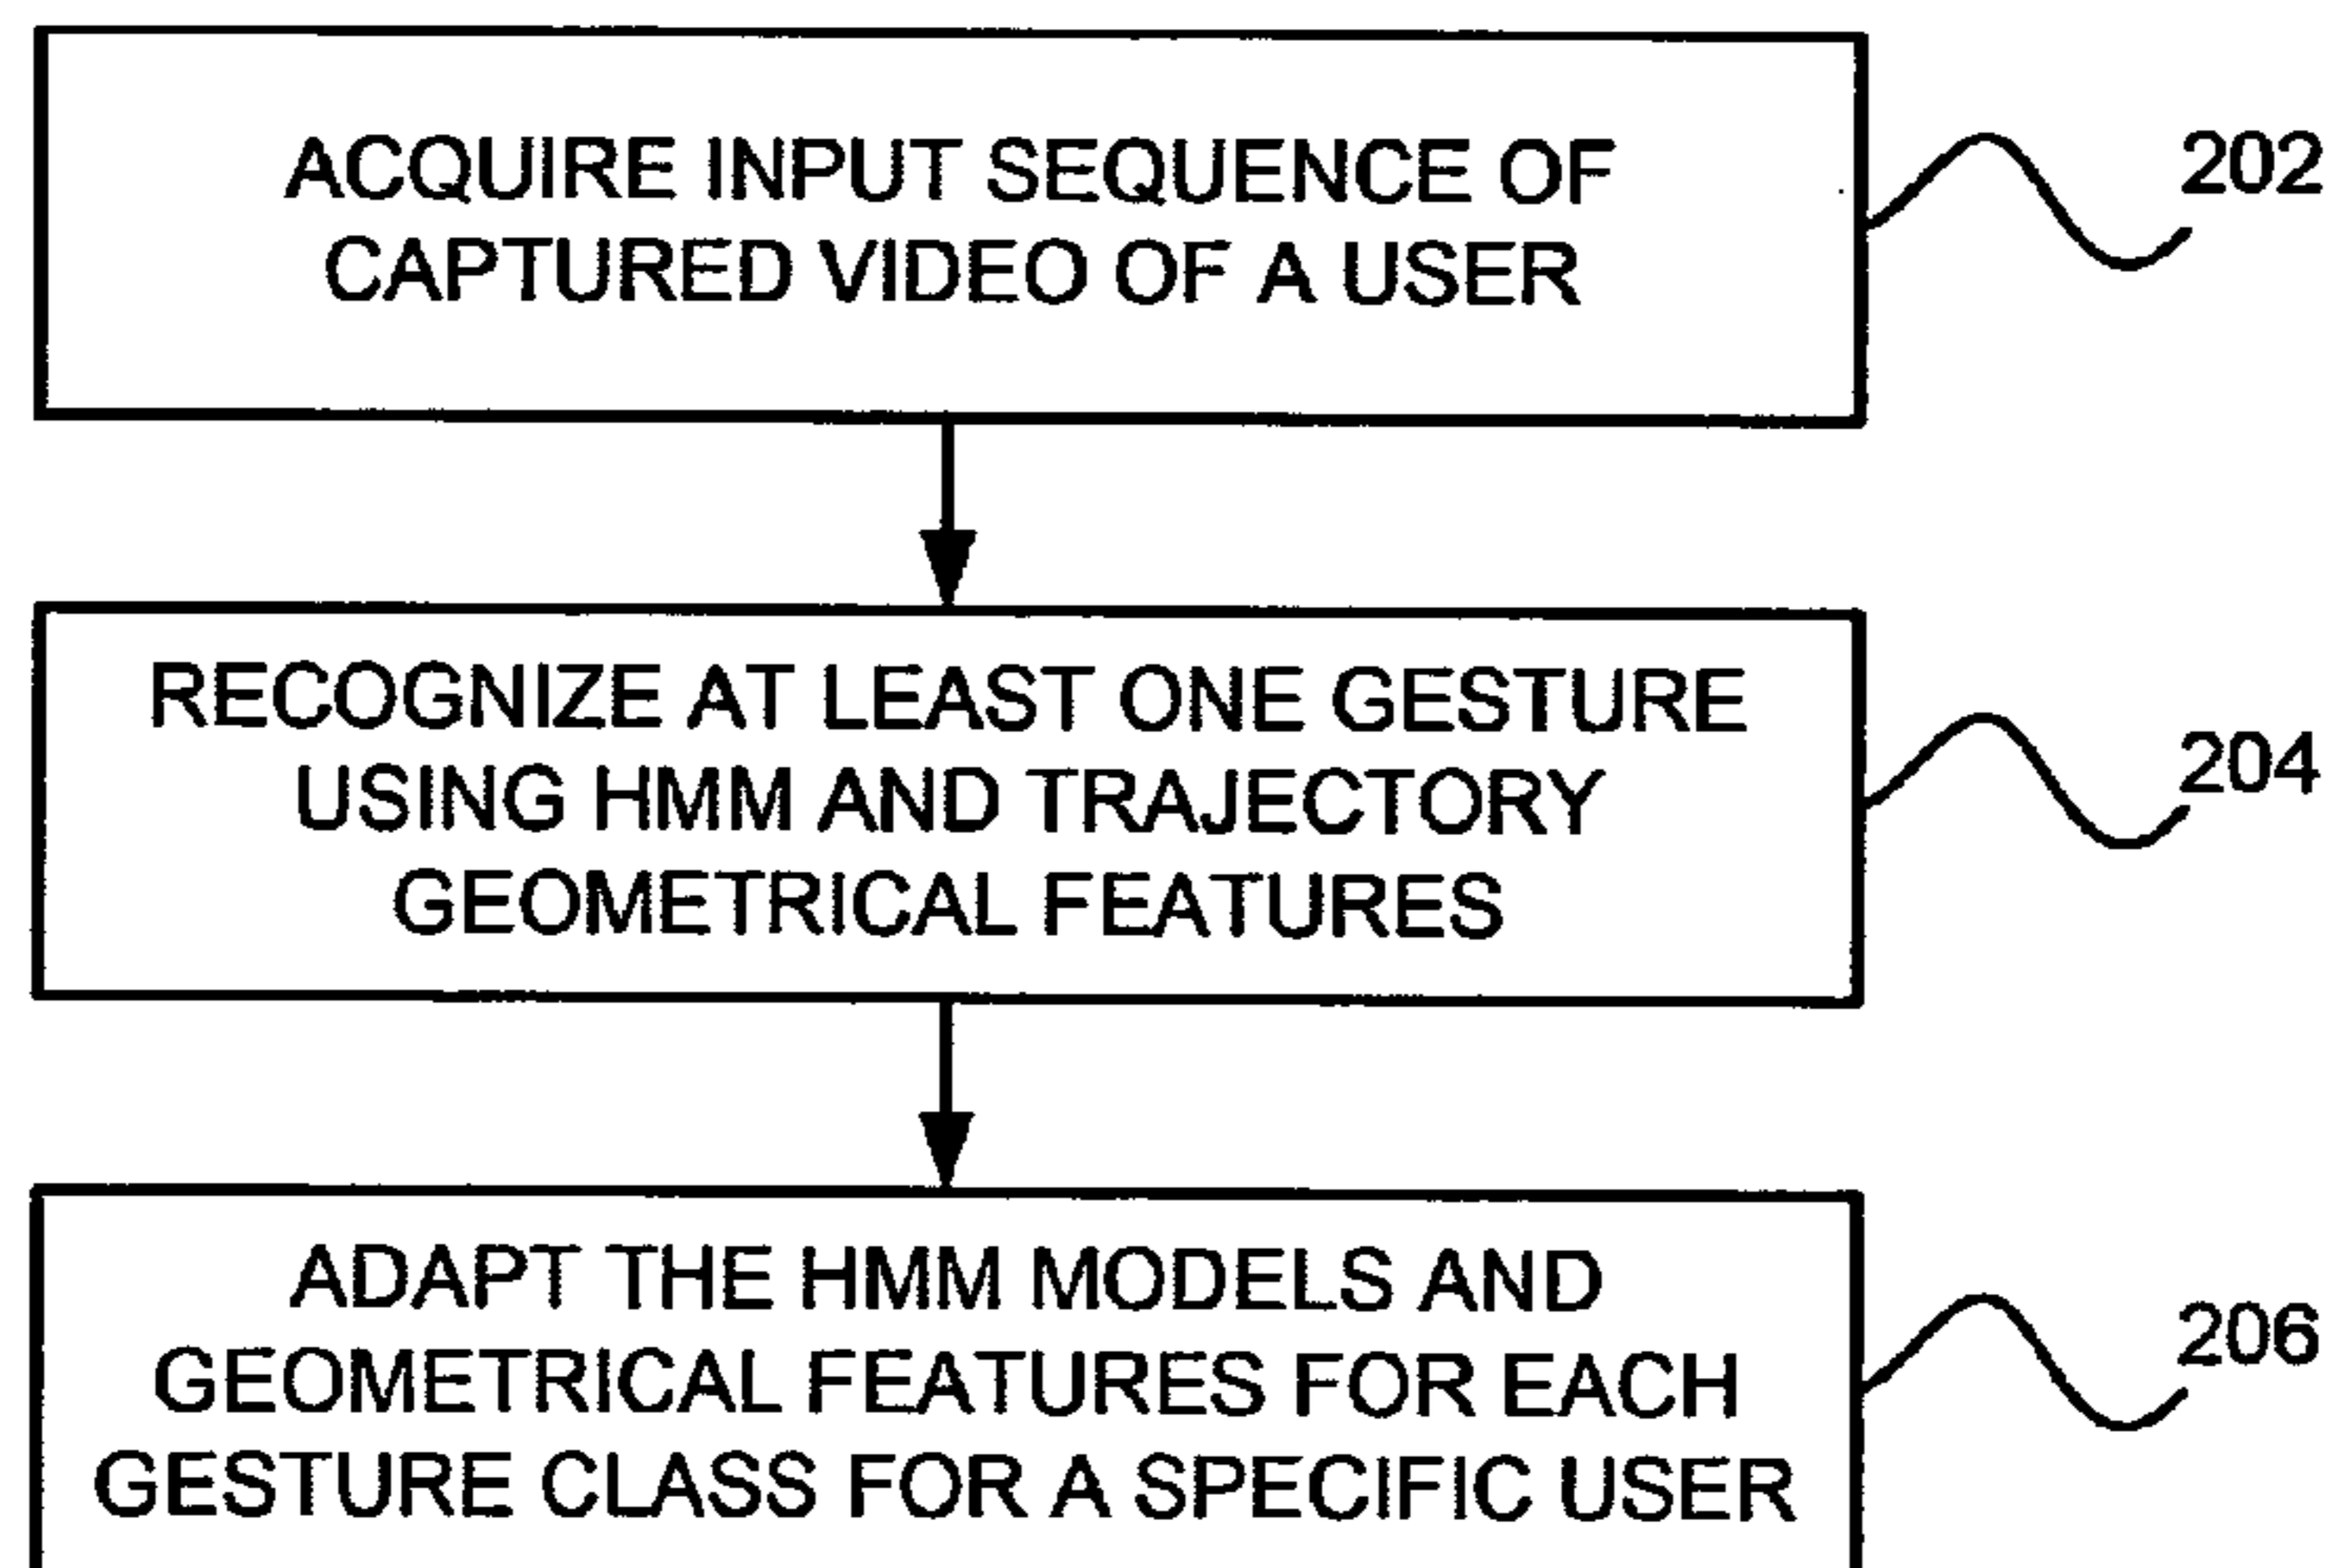 ACQUIRE INPUT SEQUENCE OF
CAPTURED VIDEO OF A USER
202
RECOGNIZE AT LEAST ONE GESTURE
USING HMM AND TRAJECTORY
GEOMETRICAL FEATURES
204
ADAPT THE HMM MODELS AND
GEOMETRICAL FEATURES FOR EACH
GESTURE CLASS FOR A SPECIFIC USER
206